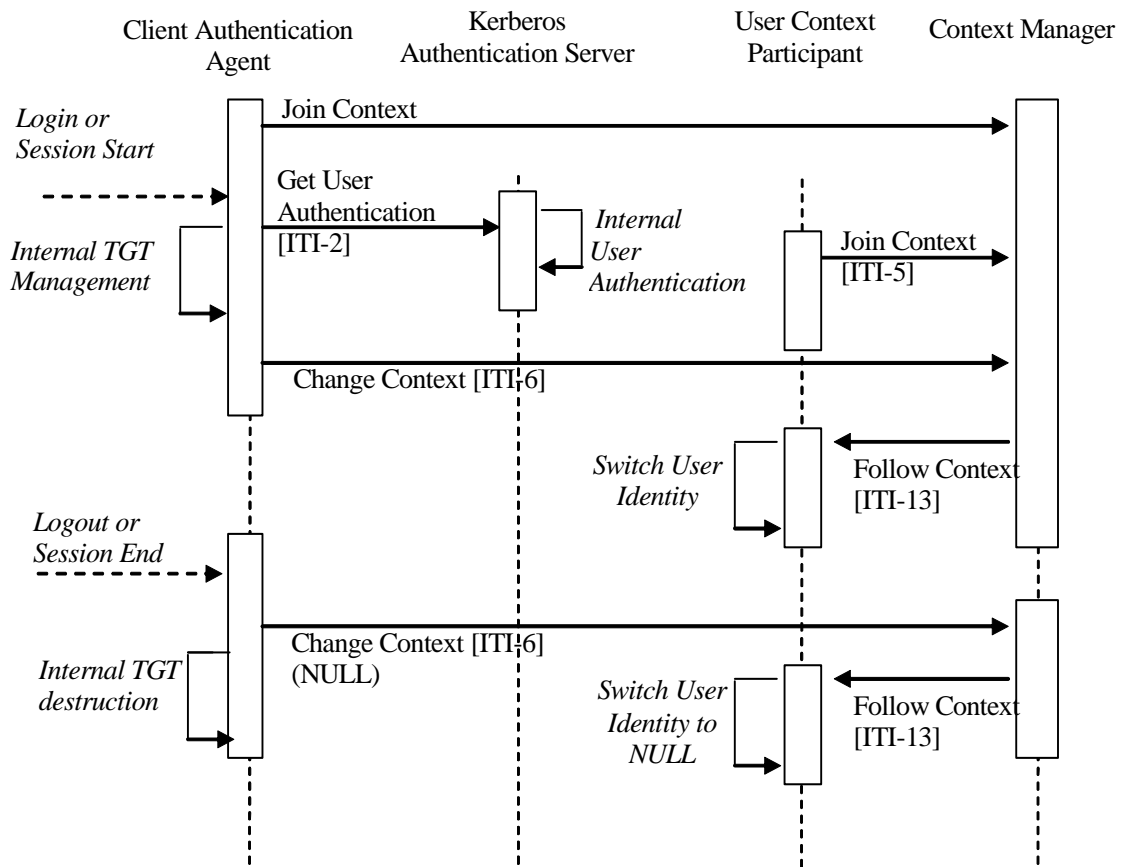 Client Authentication
Agent
Kerberos
Authentication Server
User Context
Participant
Context Manager
Login or
Session Start
Join Context
Get User
Authentication
[ITI-2]
Internal
User
Authentication
Join Context
[ITI-5]
Internal TGT
Management
Change Context [ITI-6]
Switch User
Identity
Follow Context
[ITI-13]
Logout or
Session End
Change Context [ITI-6]
(NULL)
Internal TGT
destruction
Switch User
Identity to
NULL
Follow Context
[ITI-13]